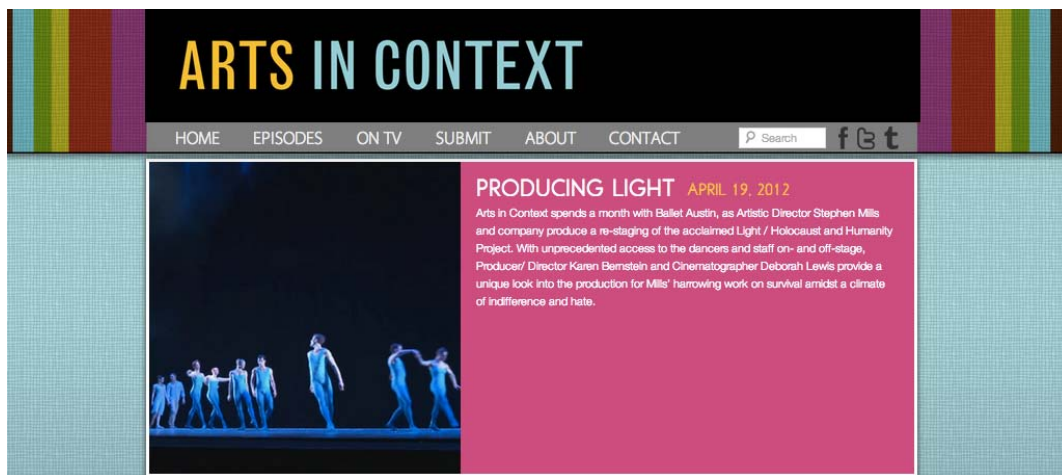 ARTS IN CONTEXT
HOME EPISODES ON TV SUBMIT ABOUT CONTACT Search
PRODUCING LIGHT APRIL 19, 2012
Arts in Context spends a month with Ballet Austin, as Artistic Director Stephen Mills
and company produce a re-staging of the acclaimed Light / Holocaust and Humanity
Project. With unprecedented access to the dancers and staff on- and off-stage,
Producer/ Director Karen Bernstein and Cinematographer Deborah Lewis provide a
unique look into the production for Mills' harrowing work on survival amidst a climate
of indifference and hate.